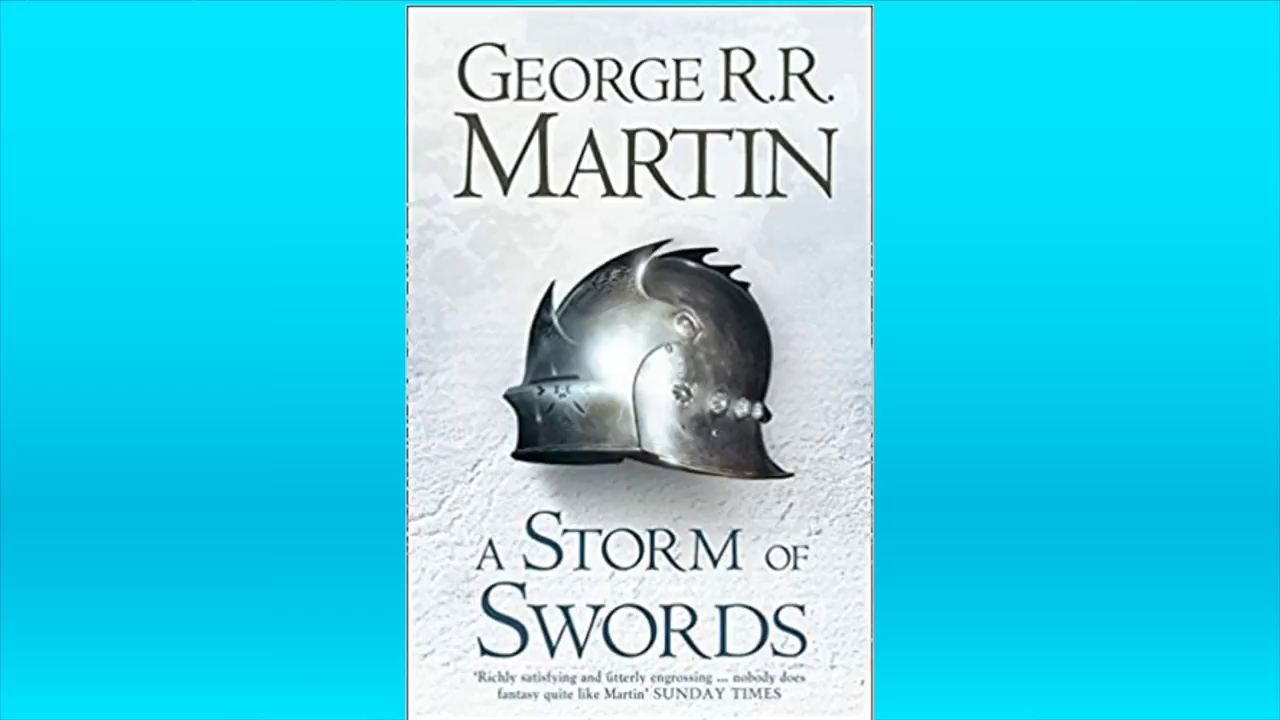 GEORGE R.R.
MARTIN
A STORM OF
SWORDS
'Richly satisfying and utterly engrossing ... nobody does
fantasy quite like Martin' SUNDAY TIMES